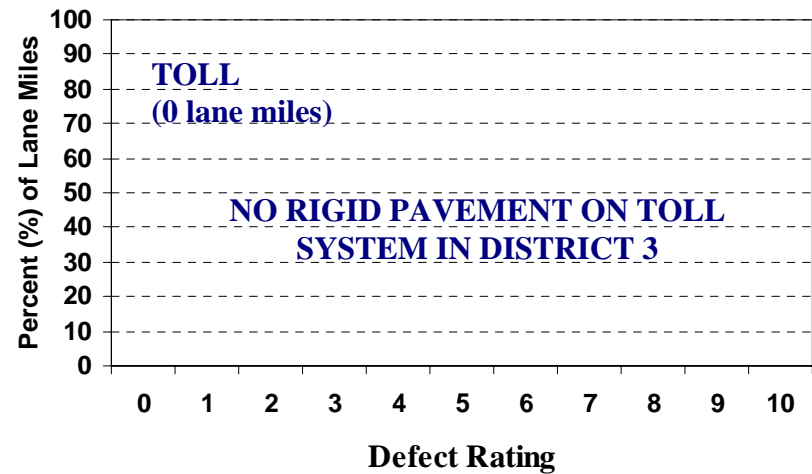 Percent (%) of Lane Miles
100
90
80
70
60
50
40
30
20
10
0
TOLL
(0 lane miles)
NO RIGID PAVEMENT ON TOLL
SYSTEM IN DISTRICT 3
0 1 2 3 4 5 6 7 8 9 10
Defect Rating